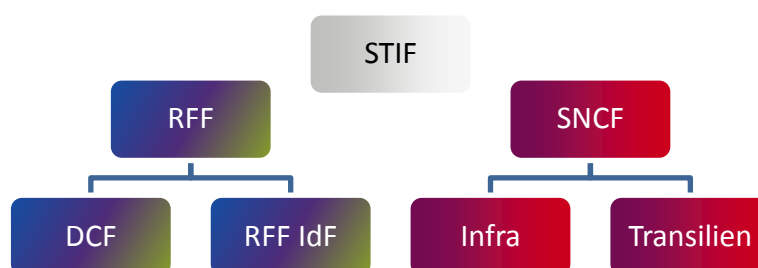 STIF
RFF
SNCF
DCF
RFF IdF
Infra
Transilien